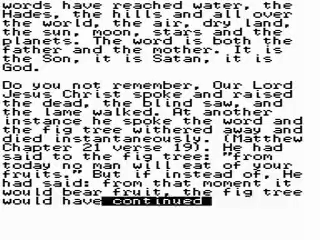 words have reached water, the
Hades, the hills and all over
the world, the air, dry land,
the sun, moon, stars and the
planets. The word is both the
father and the mother. It is
the Son, it is Satan, it is
God.
Do you not remember, Our Lord
Jesus Christ spoke and raised
the dead, the blind saw, and
the lame walked. At another
instance he spoke the word and
the fig tree withered away and
died instantaneously. (Matthew
Chapter 21 verse 19). He had
said to the fig tree: "from
today no man will eat of your
fruits." But if instead of, He
had said: from that moment it
would bear fruit, the fig tree
would have continued